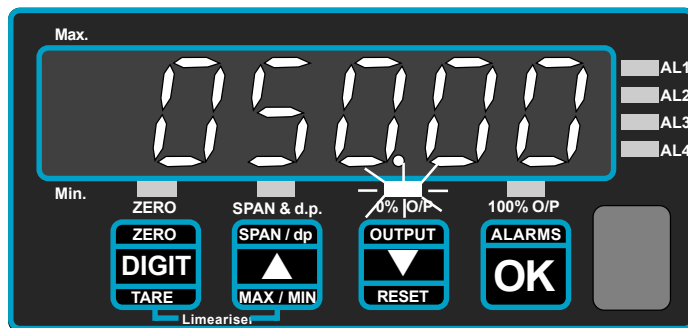 Max.
050.00
AL1
AL2
AL3
AL4
Min.
ZERO
SPAN & d.p.
0% O/P
100% O/P
ZERO
SPAN / dp
OUTPUT
ALARMS
DIGIT
OK
TARE
MAX / MIN
RESET
Limeariser